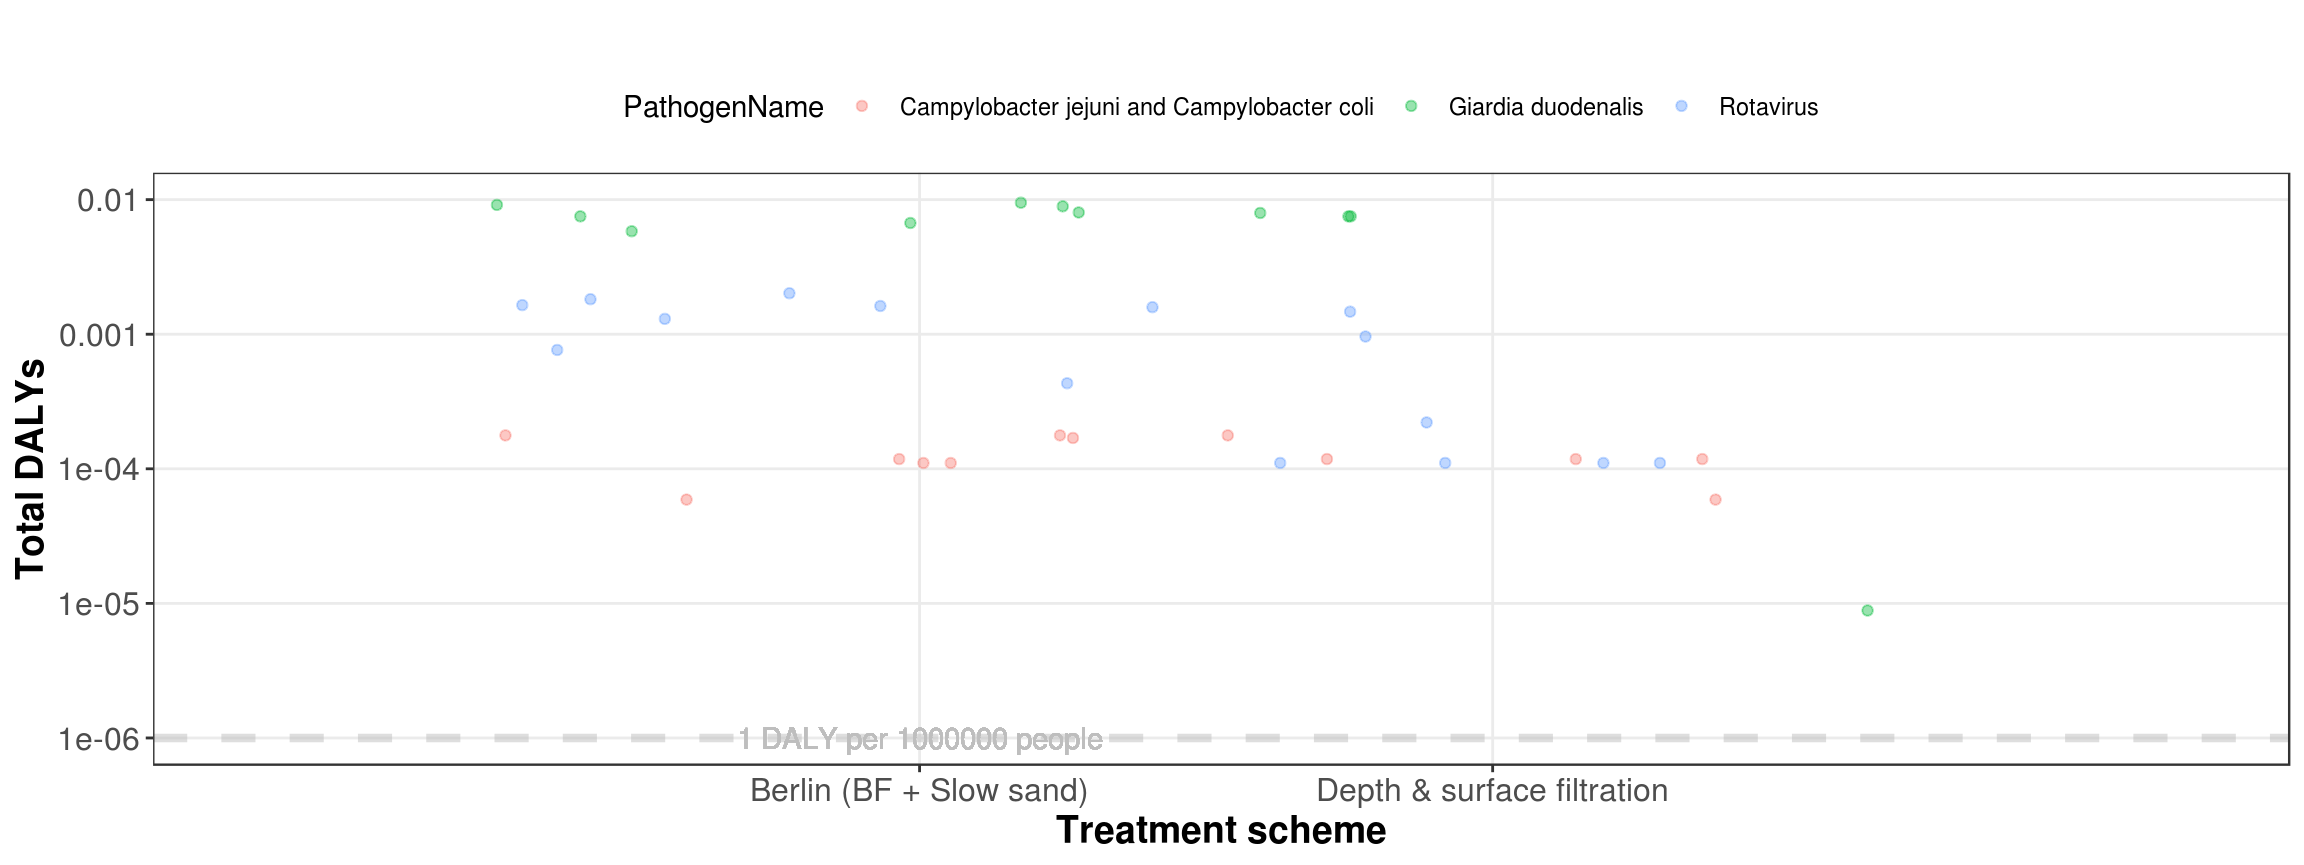 PathogenName Campylobacter jejuni and Campylobacter coli Giardia duodenalis Rotavirus
0.01
0.001
1e-04
1e-05
1e-06
Total DALYs
1 DALY per 1000000 people
Berlin (BF + Slow sand) Depth & surface filtration
Treatment scheme